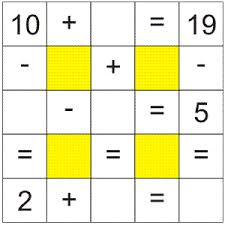 10 + = 19
- + -
- = 5
= = =
2 + =